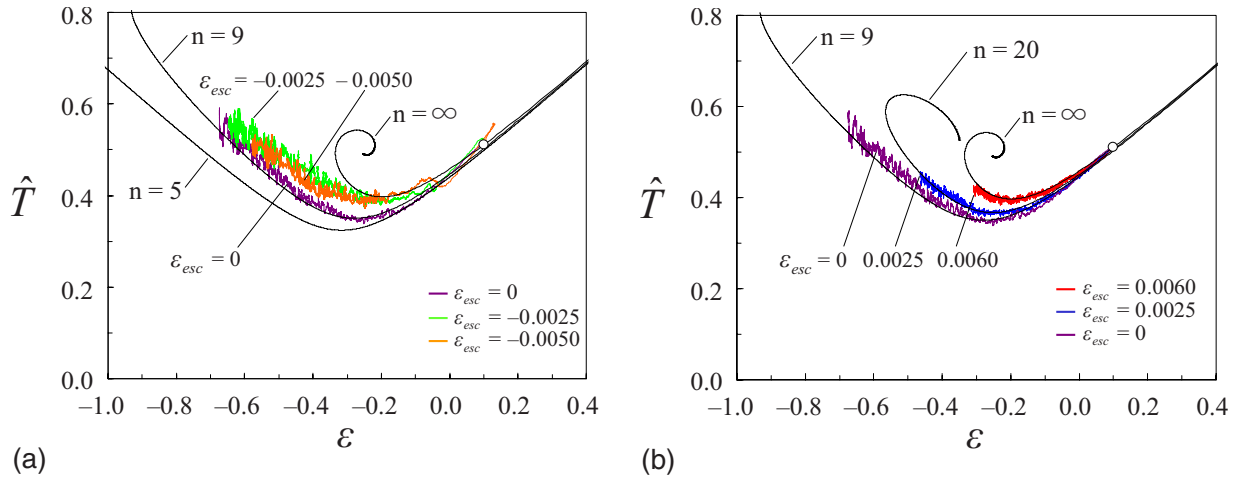 0.8
n = 9
0.6
ε_esc = –0.0025 – 0.0050
n = ∞
T̂
0.4
n = 5
ε_esc = 0
0.2
ε_esc = 0
ε_esc = –0.0025
ε_esc = –0.0050
0.0
–1.0 –0.8 –0.6 –0.4 –0.2 0.0 0.2 0.4
ε
(a)
0.8
n = 9
n = 20
0.6
n = ∞
T̂
0.4
ε_esc = 0 0.0025 0.0060
0.2
ε_esc = 0.0060
ε_esc = 0.0025
ε_esc = 0
0.0
–1.0 –0.8 –0.6 –0.4 –0.2 0.0 0.2 0.4
ε
(b)